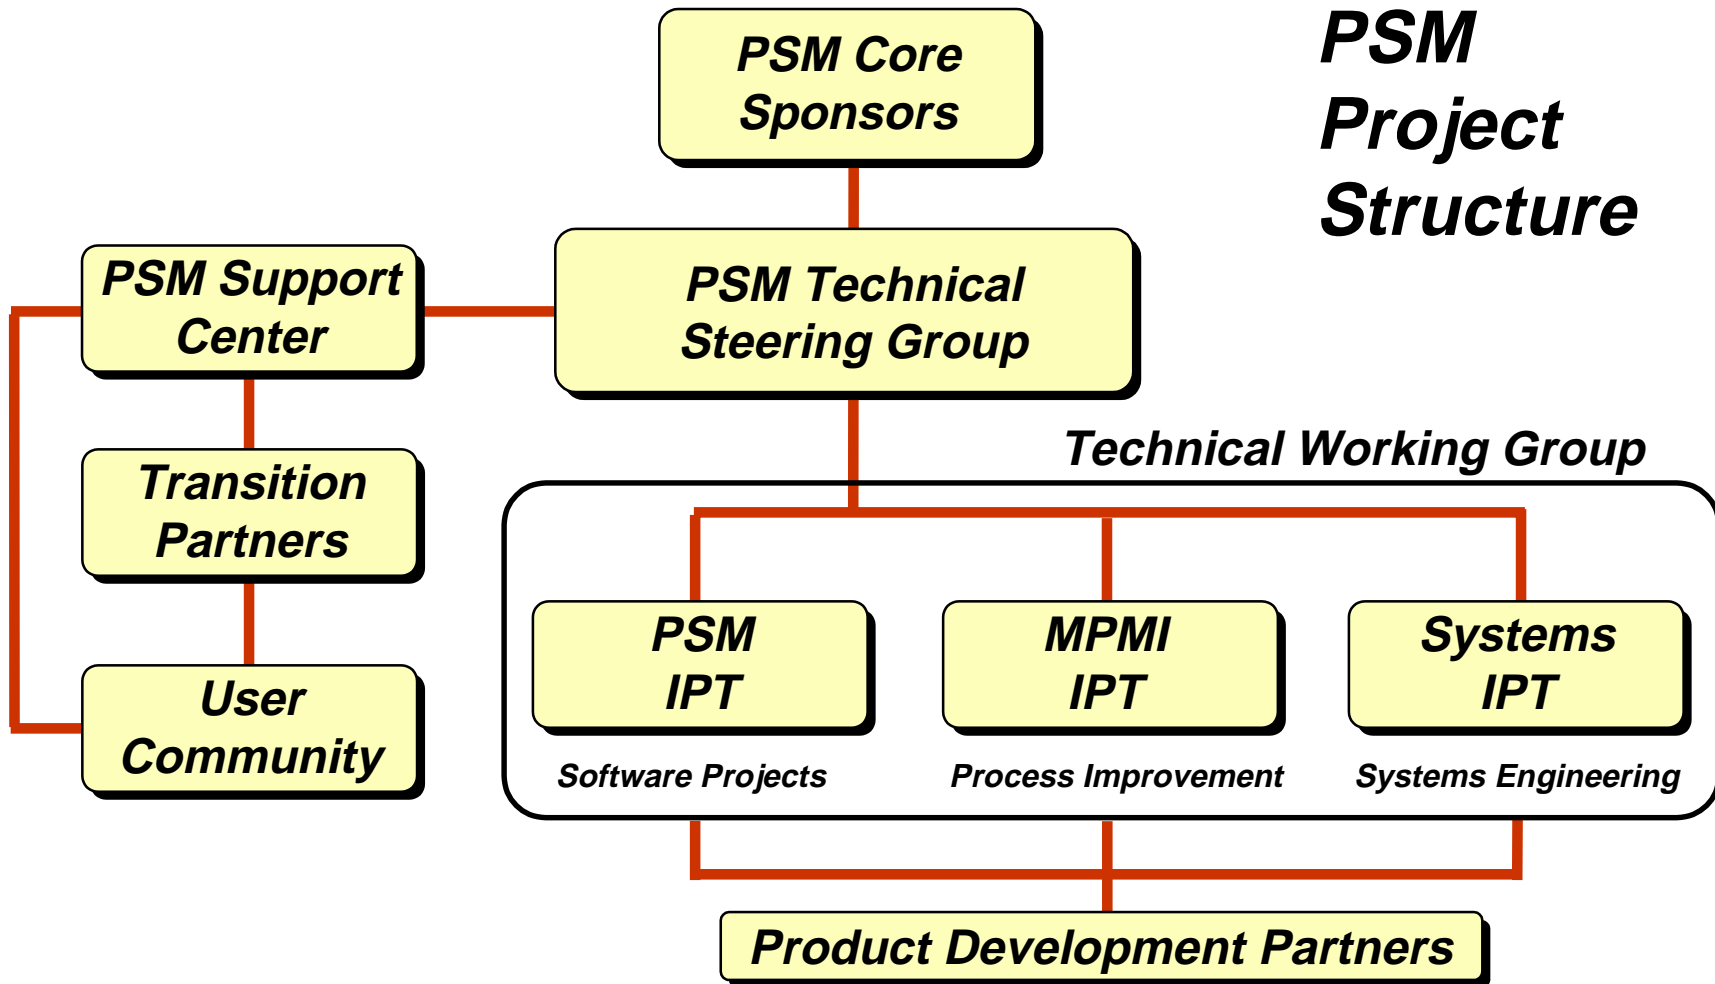 PSM
Project
Structure
PSM Core
Sponsors
PSM Support
Center
PSM Technical
Steering Group
Technical Working Group
Transition
Partners
User
Community
PSM
IPT
MPMI
IPT
Systems
IPT
Software Projects
Process Improvement
Systems Engineering
Product Development Partners